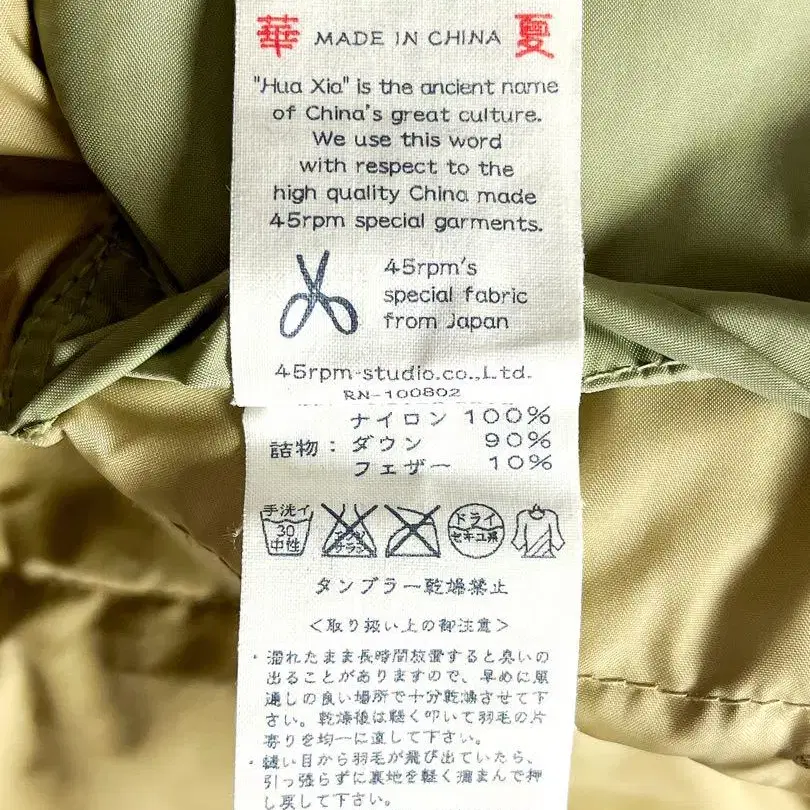 華 MADE IN CHINA 夏
"Hua Xia" is the ancient name
of China's great culture.
We use this word
with respect to the
high quality China made
45rpm special garments.
45rpm's
special fabric
from Japan
45rpm-studio.co.,Ltd.
RN-100802
ナイロン 100%
詰物：ダウン 90%
フェザー 10%
手洗イ
30
中性
エンソ
サラシ
ドライ
セキユ系
タンブラー乾燥禁止
＜取り扱い上の御注意＞
・濡れたまま長時間放置すると臭いの
出ることがありますので、早めに風
通しの良い場所で十分乾燥させて下
さい。乾燥後は軽く叩いて羽毛の片
寄りを均一に直して下さい。
・縫い目から羽毛が飛び出ていたら、
引っ張らずに裏地を軽く摘まんで押
し戻して下さい。